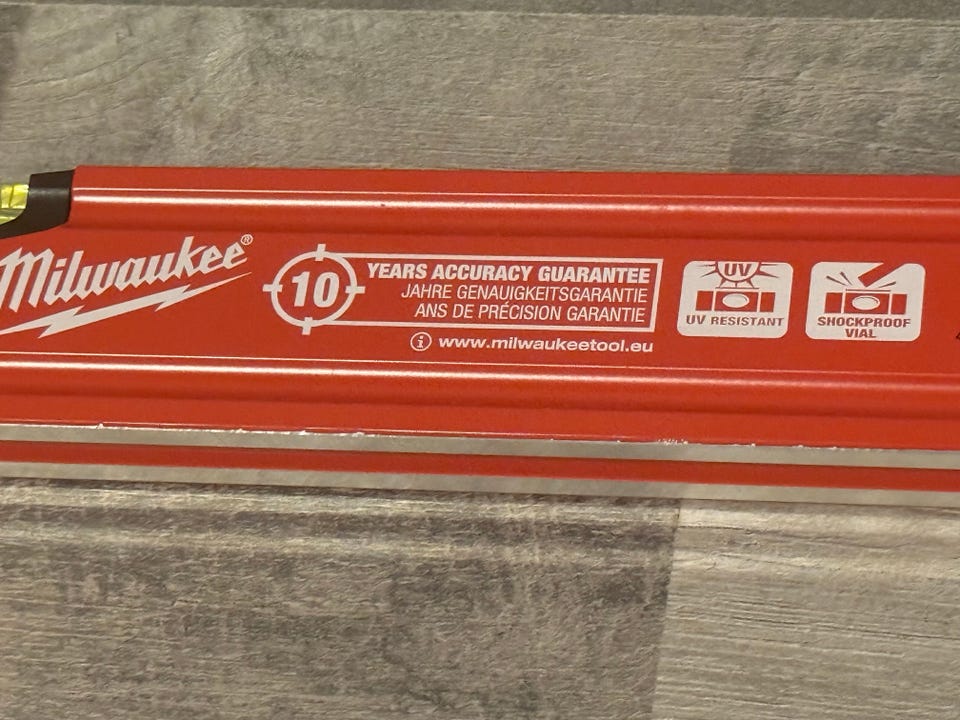 Milwaukee®
10
YEARS ACCURACY GUARANTEE
JAHRE GENAUIGKEITSGARANTIE
ANS DE PRÉCISION GARANTIE
i www.milwaukeetool.eu
UV
UV RESISTANT
SHOCKPROOF
VIAL